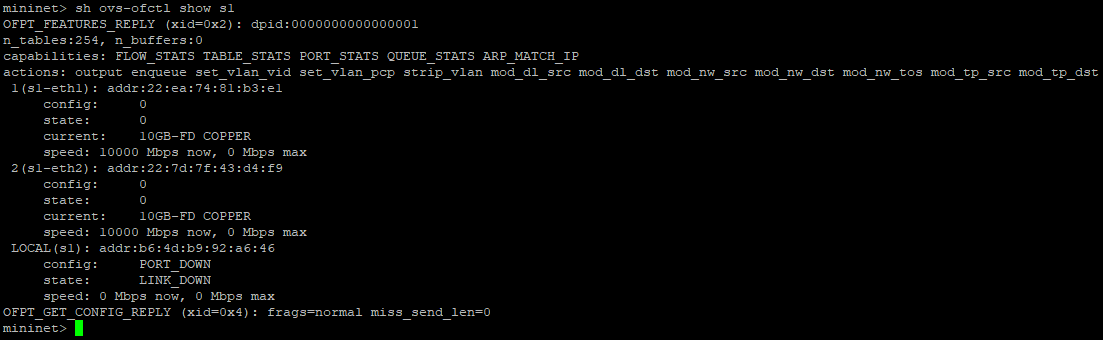 mininet> sh ovs-ofctl show s1
OFPT_FEATURES_REPLY (xid=0x2): dpid:0000000000000001
n_tables:254, n_buffers:0
capabilities: FLOW_STATS TABLE_STATS PORT_STATS QUEUE_STATS ARP_MATCH_IP
actions: output enqueue set_vlan_vid set_vlan_pcp strip_vlan mod_dl_src mod_dl_dst mod_nw_src mod_nw_dst mod_nw_tos mod_tp_src mod_tp_dst
1(s1-eth1): addr:22:ea:74:81:b3:e1
config: 0
state: 0
current: 10GB-FD COPPER
speed: 10000 Mbps now, 0 Mbps max
2(s1-eth2): addr:22:7d:7f:43:d4:f9
config: 0
state: 0
current: 10GB-FD COPPER
speed: 10000 Mbps now, 0 Mbps max
LOCAL(s1): addr:b6:4d:b9:92:a6:46
config: PORT_DOWN
state: LINK_DOWN
speed: 0 Mbps now, 0 Mbps max
OFPT_GET_CONFIG_REPLY (xid=0x4): frags=normal miss_send_len=0
mininet>